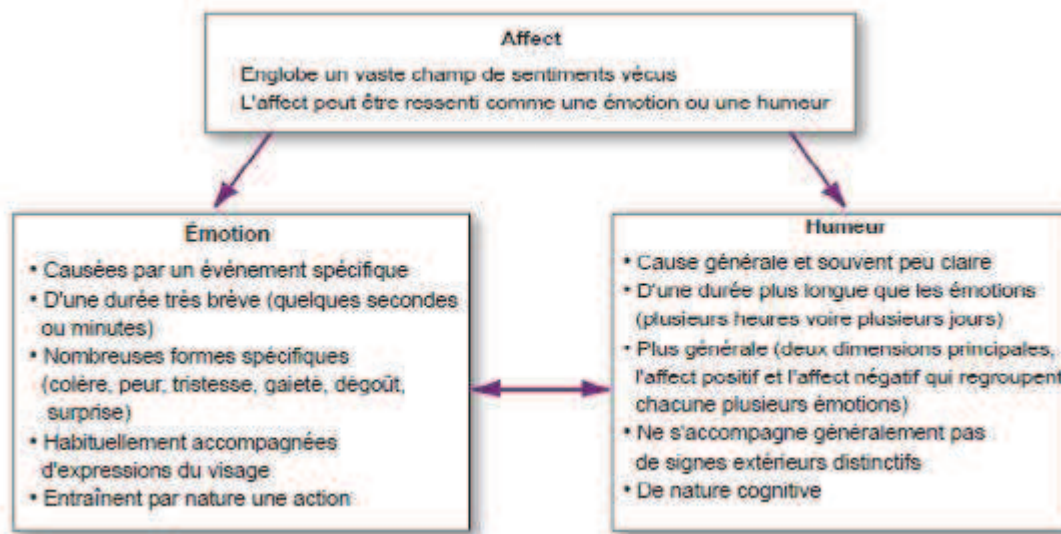 Affect
Englobe un vaste champ de sentiments vécus
L'affect peut être ressenti comme une émotion ou une humeur
Émotion
• Causées par un événement spécifique
• D'une durée très brève (quelques secondes
ou minutes)
• Nombreuses formes spécifiques
(colère, peur, tristesse, gaieté, dégoût,
surprise)
• Habituellement accompagnées
d'expressions du visage
• Entraînent par nature une action
Humeur
• Cause générale et souvent peu claire
• D'une durée plus longue que les émotions
(plusieurs heures voire plusieurs jours)
• Plus générale (deux dimensions principales,
l'affect positif et l'affect négatif qui regroupent
chacune plusieurs émotions)
• Ne s'accompagne généralement pas
de signes extérieurs distinctifs
• De nature cognitive